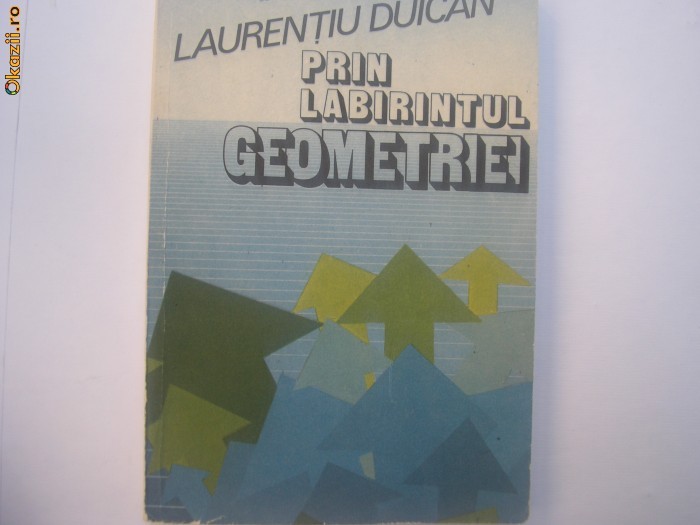 Okazii.ro
LAURENȚIU DUICAN
PRIN
LABIRINTUL
GEOMETRIEI